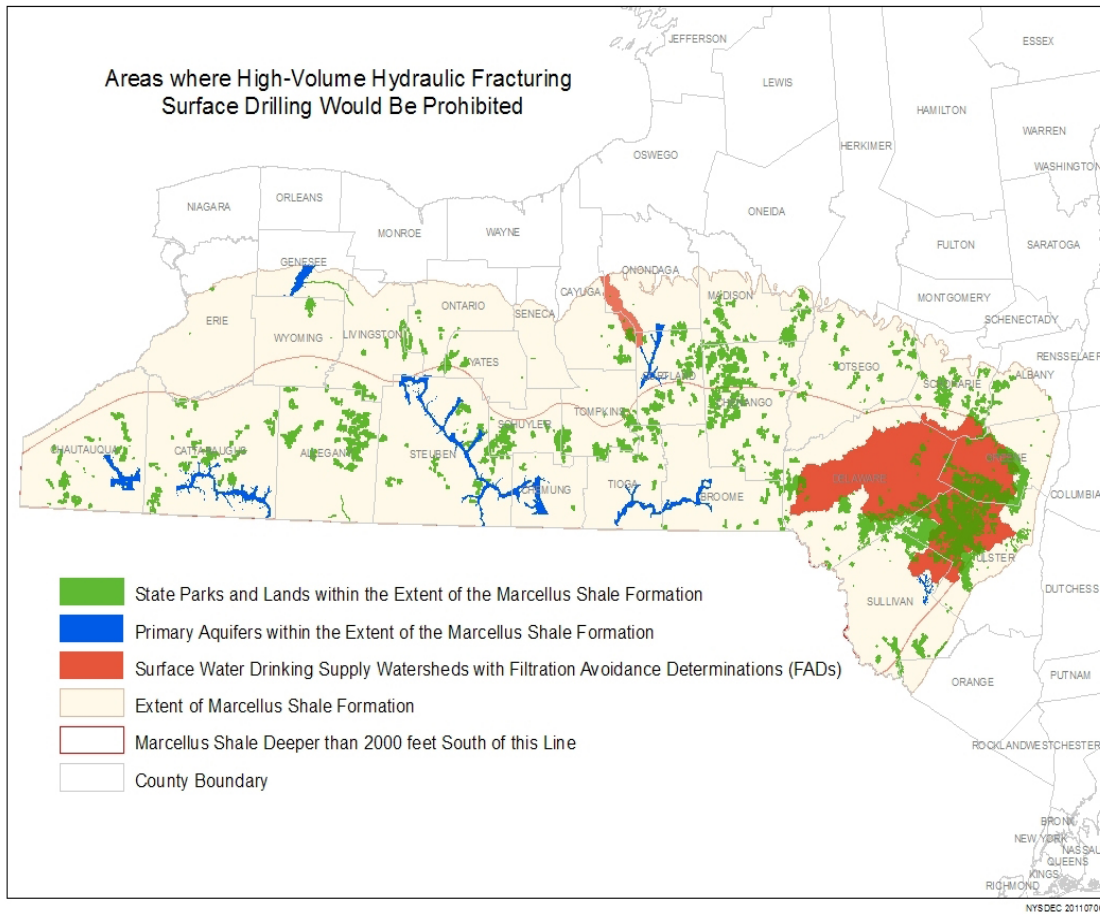 JEFFERSON
ESSEX
Areas where High-Volume Hydraulic Fracturing
Surface Drilling Would Be Prohibited
LEWIS
HAMILTON
WARREN
HERKIMER
OSWEGO
WASHINGTON
ORLEANS
NIAGARA
ONEIDA
MONROE
WAYNE
FULTON
SARATOGA
GENESEE
ONONDAGA
CAYUGA
MADISON
MONTGOMERY
ONTARIO
SENECA
ERIE
SCHENECTADY
WYOMING
LIVINGSTON
RENSSELAER
YATES
OTSEGO
CORTLAND
ALBANY
SCHOHARIE
CHENANGO
TOMPKINS
SCHUYLER
CHAUTAUQUA
CATTARAUGUS
ALLEGANY
STEUBEN
GREENE
DELAWARE
TIOGA
CHEMUNG
BROOME
COLUMBIA
ULSTER
DUTCHESS
SULLIVAN
State Parks and Lands within the Extent of the Marcellus Shale Formation
Primary Aquifers within the Extent of the Marcellus Shale Formation
Surface Water Drinking Supply Watersheds with Filtration Avoidance Determinations (FADs)
ORANGE
PUTNAM
Extent of Marcellus Shale Formation
Marcellus Shale Deeper than 2000 feet South of this Line
ROCKLAND
WESTCHESTER
County Boundary
BRONX
NEW YORK
NASSAU
QUEENS
KINGS
RICHMOND